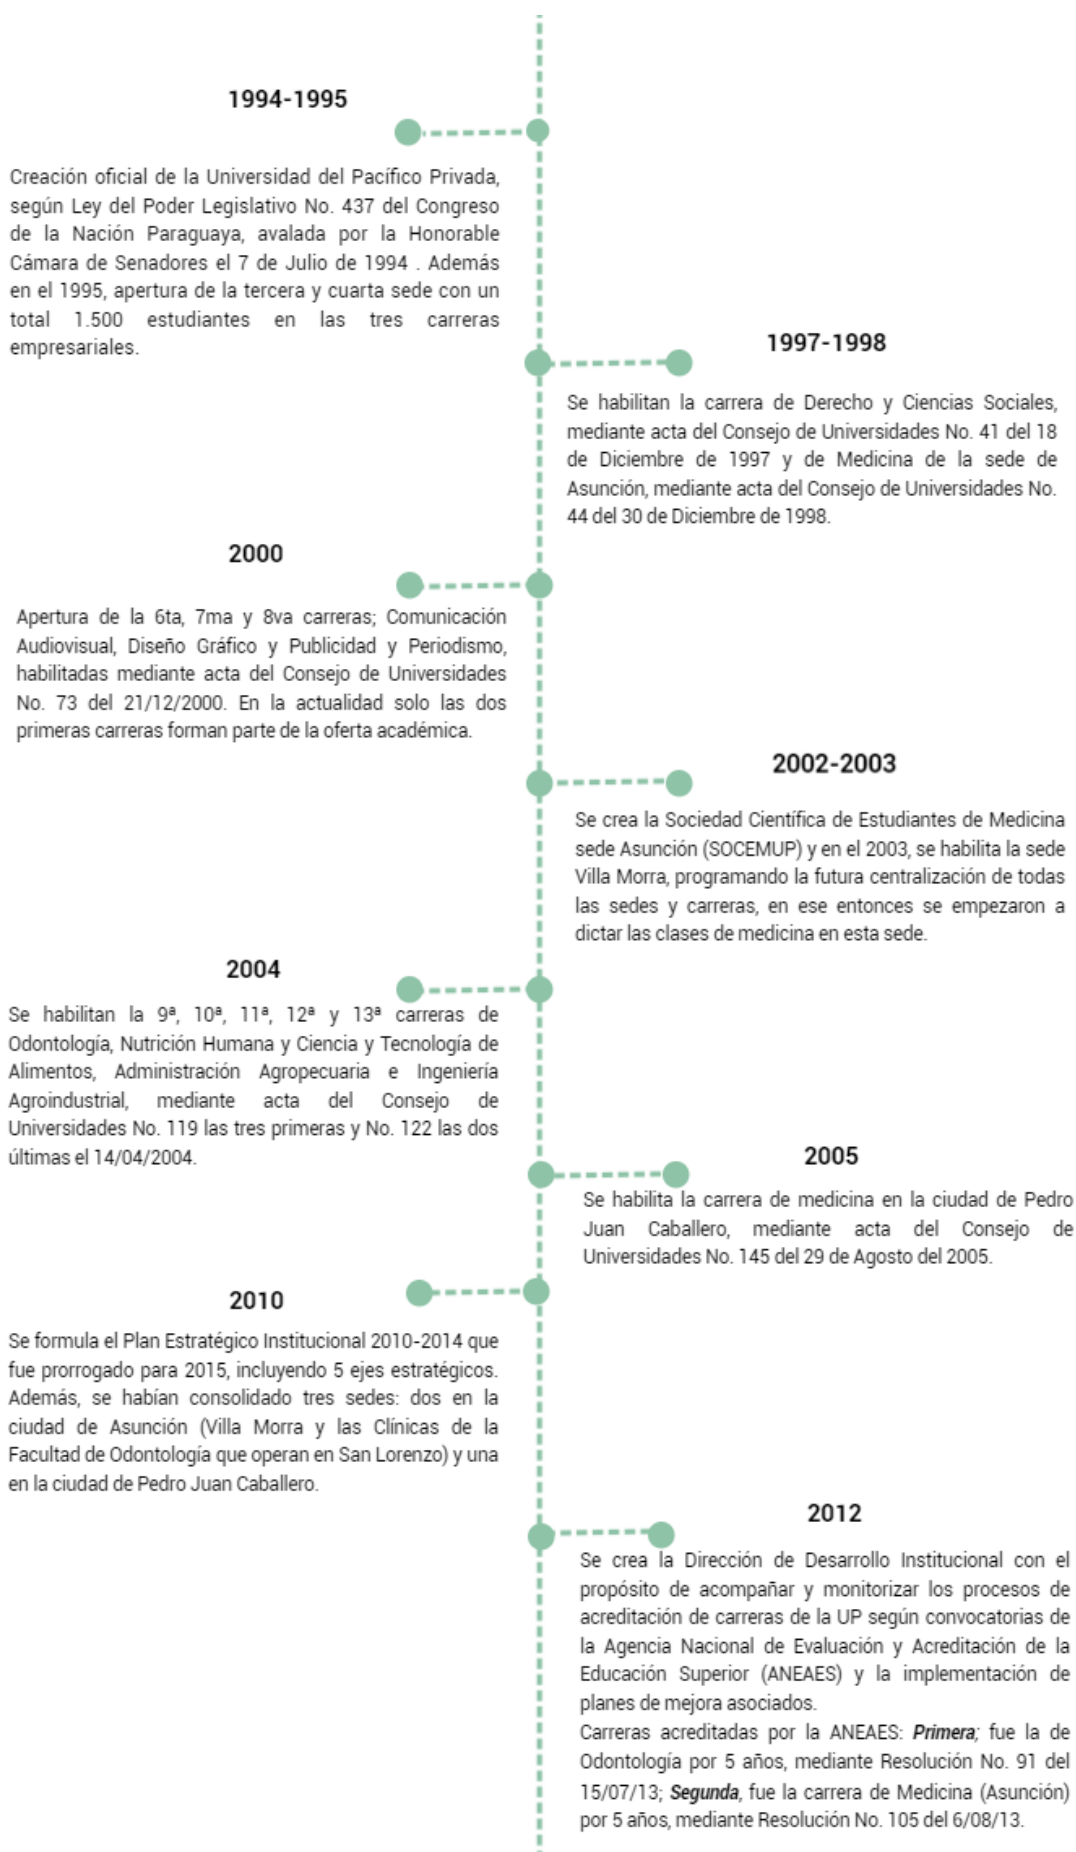 1994-1995
Creación oficial de la Universidad del Pacífico Privada,
según Ley del Poder Legislativo No. 437 del Congreso
de la Nación Paraguaya, avalada por la Honorable
Cámara de Senadores el 7 de Julio de 1994 . Además
en el 1995, apertura de la tercera y cuarta sede con un
total 1.500 estudiantes en las tres carreras
empresariales.
1997-1998
Se habilitan la carrera de Derecho y Ciencias Sociales,
mediante acta del Consejo de Universidades No. 41 del 18
de Diciembre de 1997 y de Medicina de la sede de
Asunción, mediante acta del Consejo de Universidades No.
44 del 30 de Diciembre de 1998.
2000
Apertura de la 6ta, 7ma y 8va carreras; Comunicación
Audiovisual, Diseño Gráfico y Publicidad y Periodismo,
habilitadas mediante acta del Consejo de Universidades
No. 73 del 21/12/2000. En la actualidad solo las dos
primeras carreras forman parte de la oferta académica.
2002-2003
Se crea la Sociedad Científica de Estudiantes de Medicina
sede Asunción (SOCEMUP) y en el 2003, se habilita la sede
Villa Morra, programando la futura centralización de todas
las sedes y carreras, en ese entonces se empezaron a
dictar las clases de medicina en esta sede.
2004
Se habilitan la 9ª, 10ª, 11ª, 12ª y 13ª carreras de
Odontología, Nutrición Humana y Ciencia y Tecnología de
Alimentos, Administración Agropecuaria e Ingeniería
Agroindustrial, mediante acta del Consejo de
Universidades No. 119 las tres primeras y No. 122 las dos
últimas el 14/04/2004.
2005
Se habilita la carrera de medicina en la ciudad de Pedro
Juan Caballero, mediante acta del Consejo de
Universidades No. 145 del 29 de Agosto del 2005.
2010
Se formula el Plan Estratégico Institucional 2010-2014 que
fue prorrogado para 2015, incluyendo 5 ejes estratégicos.
Además, se habían consolidado tres sedes: dos en la
ciudad de Asunción (Villa Morra y las Clínicas de la
Facultad de Odontología que operan en San Lorenzo) y una
en la ciudad de Pedro Juan Caballero.
2012
Se crea la Dirección de Desarrollo Institucional con el
propósito de acompañar y monitorizar los procesos de
acreditación de carreras de la UP según convocatorias de
la Agencia Nacional de Evaluación y Acreditación de la
Educación Superior (ANEAES) y la implementación de
planes de mejora asociados.
Carreras acreditadas por la ANEAES: Primera; fue la de
Odontología por 5 años, mediante Resolución No. 91 del
15/07/13; Segunda, fue la carrera de Medicina (Asunción)
por 5 años, mediante Resolución No. 105 del 6/08/13.